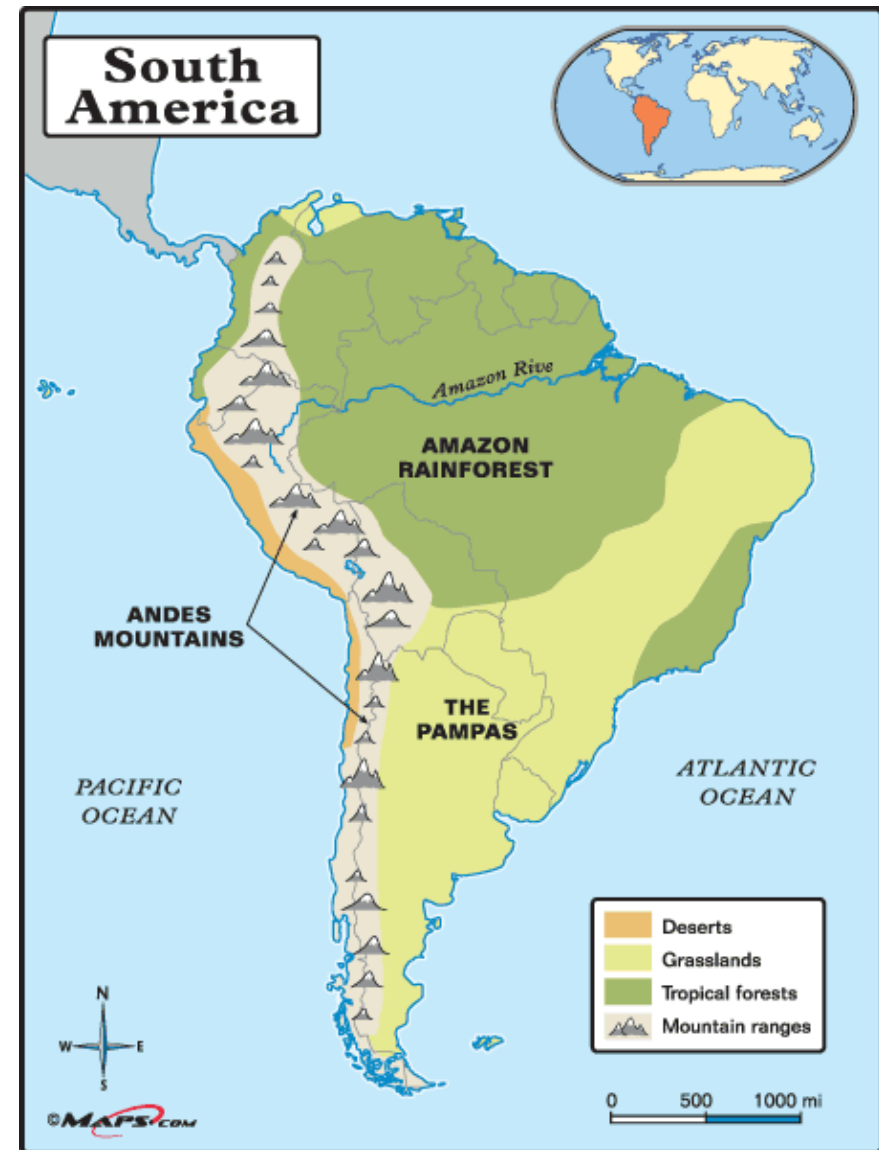 South
America
Amazon Rive
AMAZON
RAINFOREST
ANDES
MOUNTAINS
THE
PAMPAS
PACIFIC
OCEAN
ATLANTIC
OCEAN
Deserts
Grasslands
Tropical forests
Mountain ranges
N
W E
S
0 500 1000 mi
©MAPS.COM